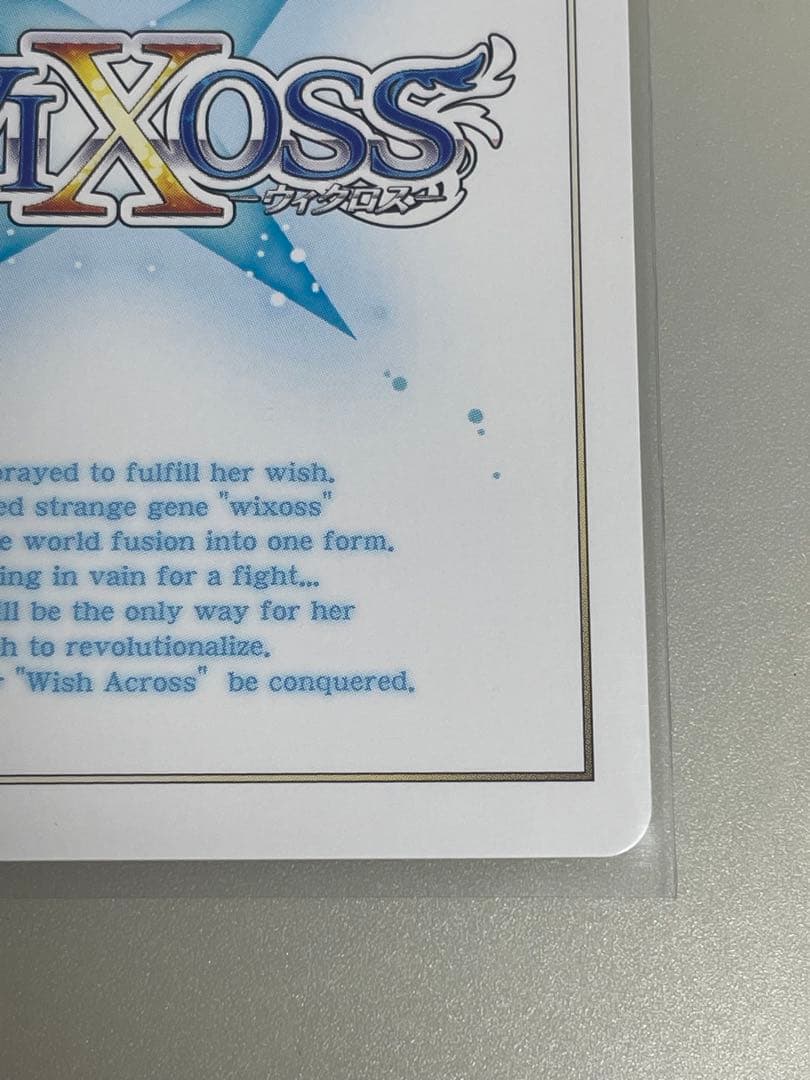 WIXOSS
ーウィクロスー
prayed to fulfill her wish.
ed strange gene "wixoss"
e world fusion into one form.
ing in vain for a fight...
ll be the only way for her
h to revolutionalize.
"Wish Across" be conquered.